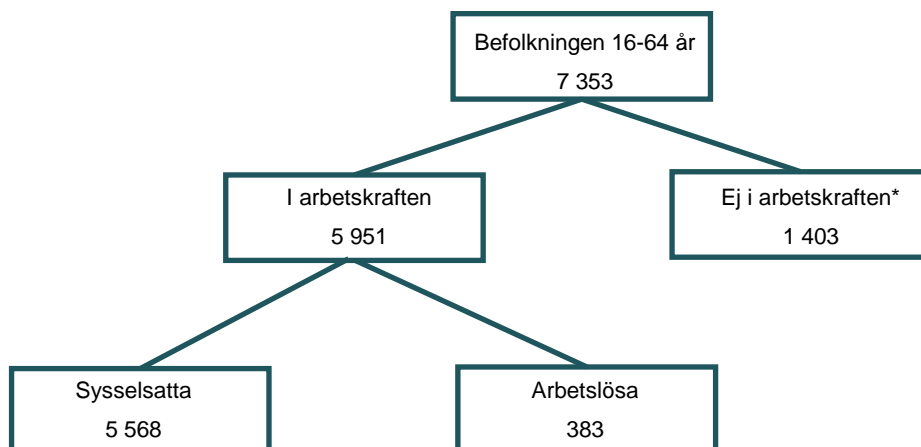 Befolkningen 16-64 år
7 353
I arbetskraften
5 951
Ej i arbetskraften*
1 403
Sysselsatta
5 568
Arbetslösa
383